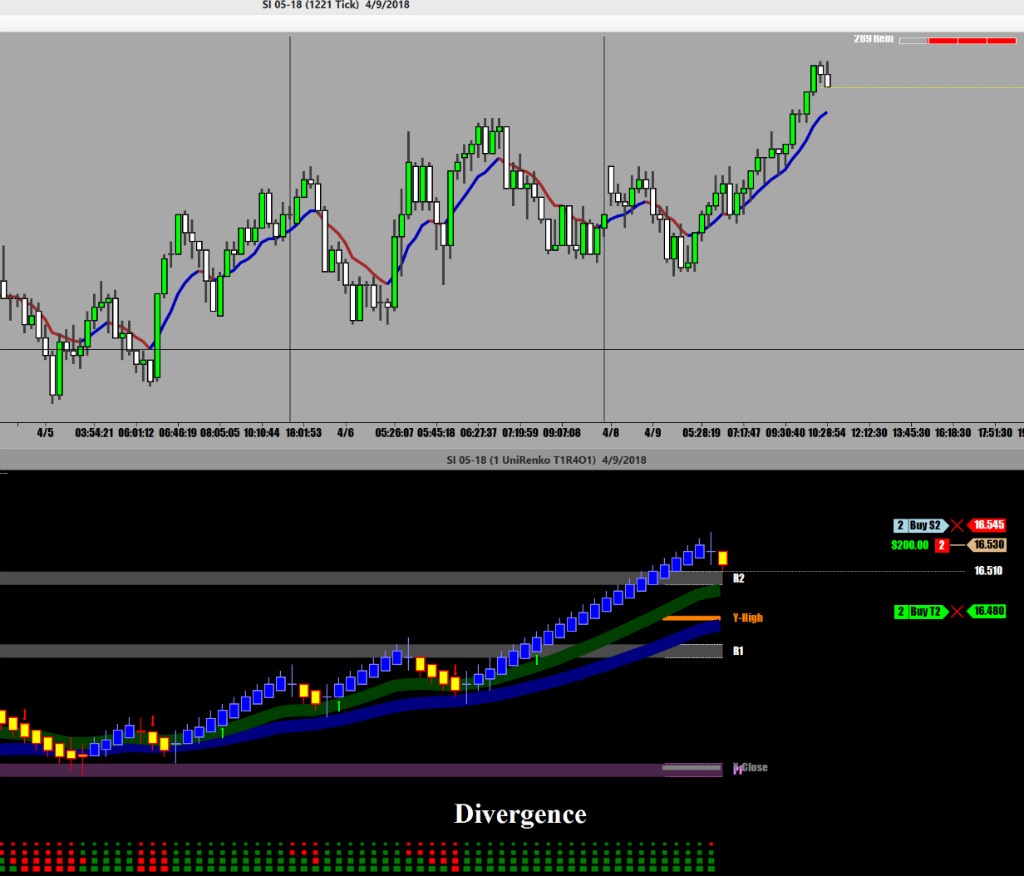 SI 05-18 (1221 Tick) 4/9/2018
289 Rem
4/5 03:54:21 06:01:12 06:46:19 08:05:05 10:10:44 18:01:53 4/6 05:26:07 05:45:18 06:27:37 07:19:59 09:07:08 4/8 4/9 05:28:19 07:17:47 09:30:40 10:28:54 12:12:30 13:45:30 16:18:30 17:51:30
SI 05-18 (1 UniRenko T1R4O1) 4/9/2018
2 Buy S2 16.545
$200.00 2 16.530
16.510
R2
2 Buy T2 16.480
Y-High
R1
Close
Divergence